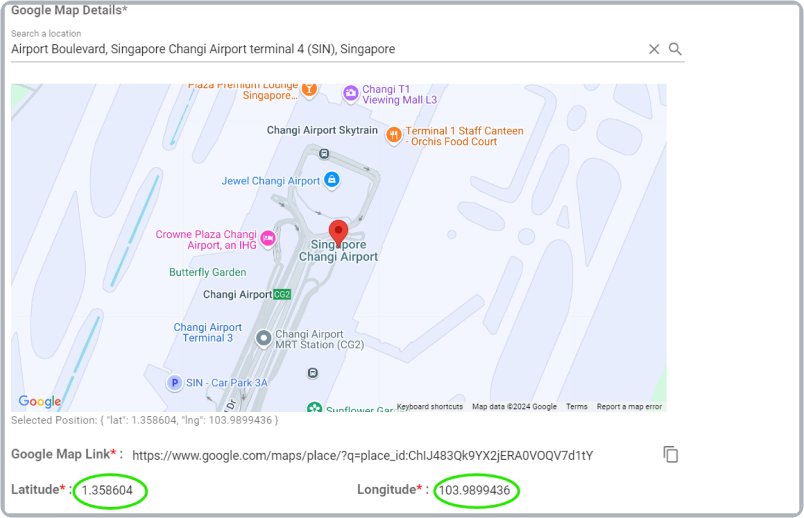 Google Map Details*
Search a location
Airport Boulevard, Singapore Changi Airport terminal 4 (SIN), Singapore
Plaza Premium Lounge
Singapore...
Changi T1
Viewing Mall L3
Changi Airport Skytrain
Terminal 1 Staff Canteen
- Orchis Food Court
Jewel Changi Airport
Crowne Plaza Changi
Airport, an IHG
Singapore
Changi Airport
Butterfly Garden
Changi Airport CG2
Changi Airport
Terminal 3
Changi Airport
MRT Station (CG2)
P SIN - Car Park 3A
Dr
Sunflower Gar
Google
Keyboard shortcuts Map data ©2024 Google Terms Report a map error
Selected Position: { "lat": 1.358604, "lng": 103.9899436 }
Google Map Link* : https://www.google.com/maps/place/?q=place_id:ChIJ483Qk9YX2jERA0VOQV7d1tY
Latitude* : 1.358604
Longitude* : 103.9899436